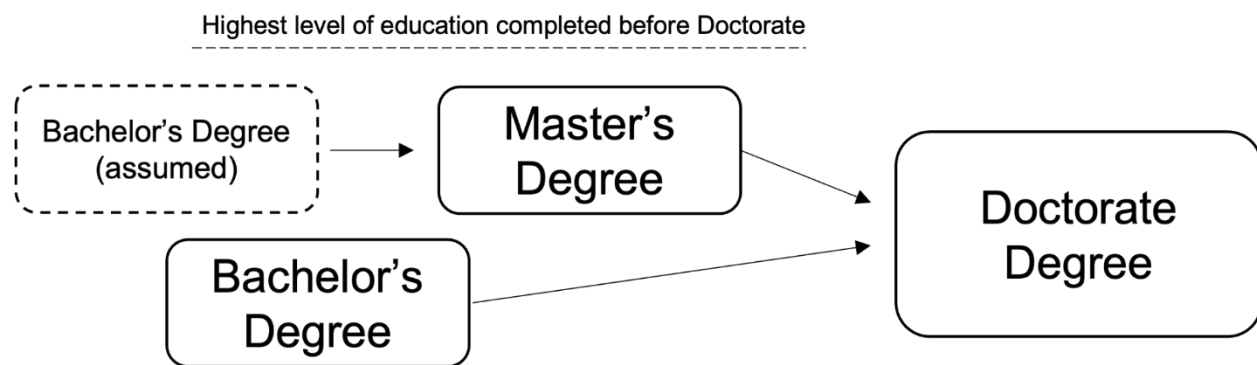 Highest level of education completed before Doctorate
Bachelor’s Degree
(assumed)
Master’s
Degree
Bachelor’s
Degree
Doctorate
Degree